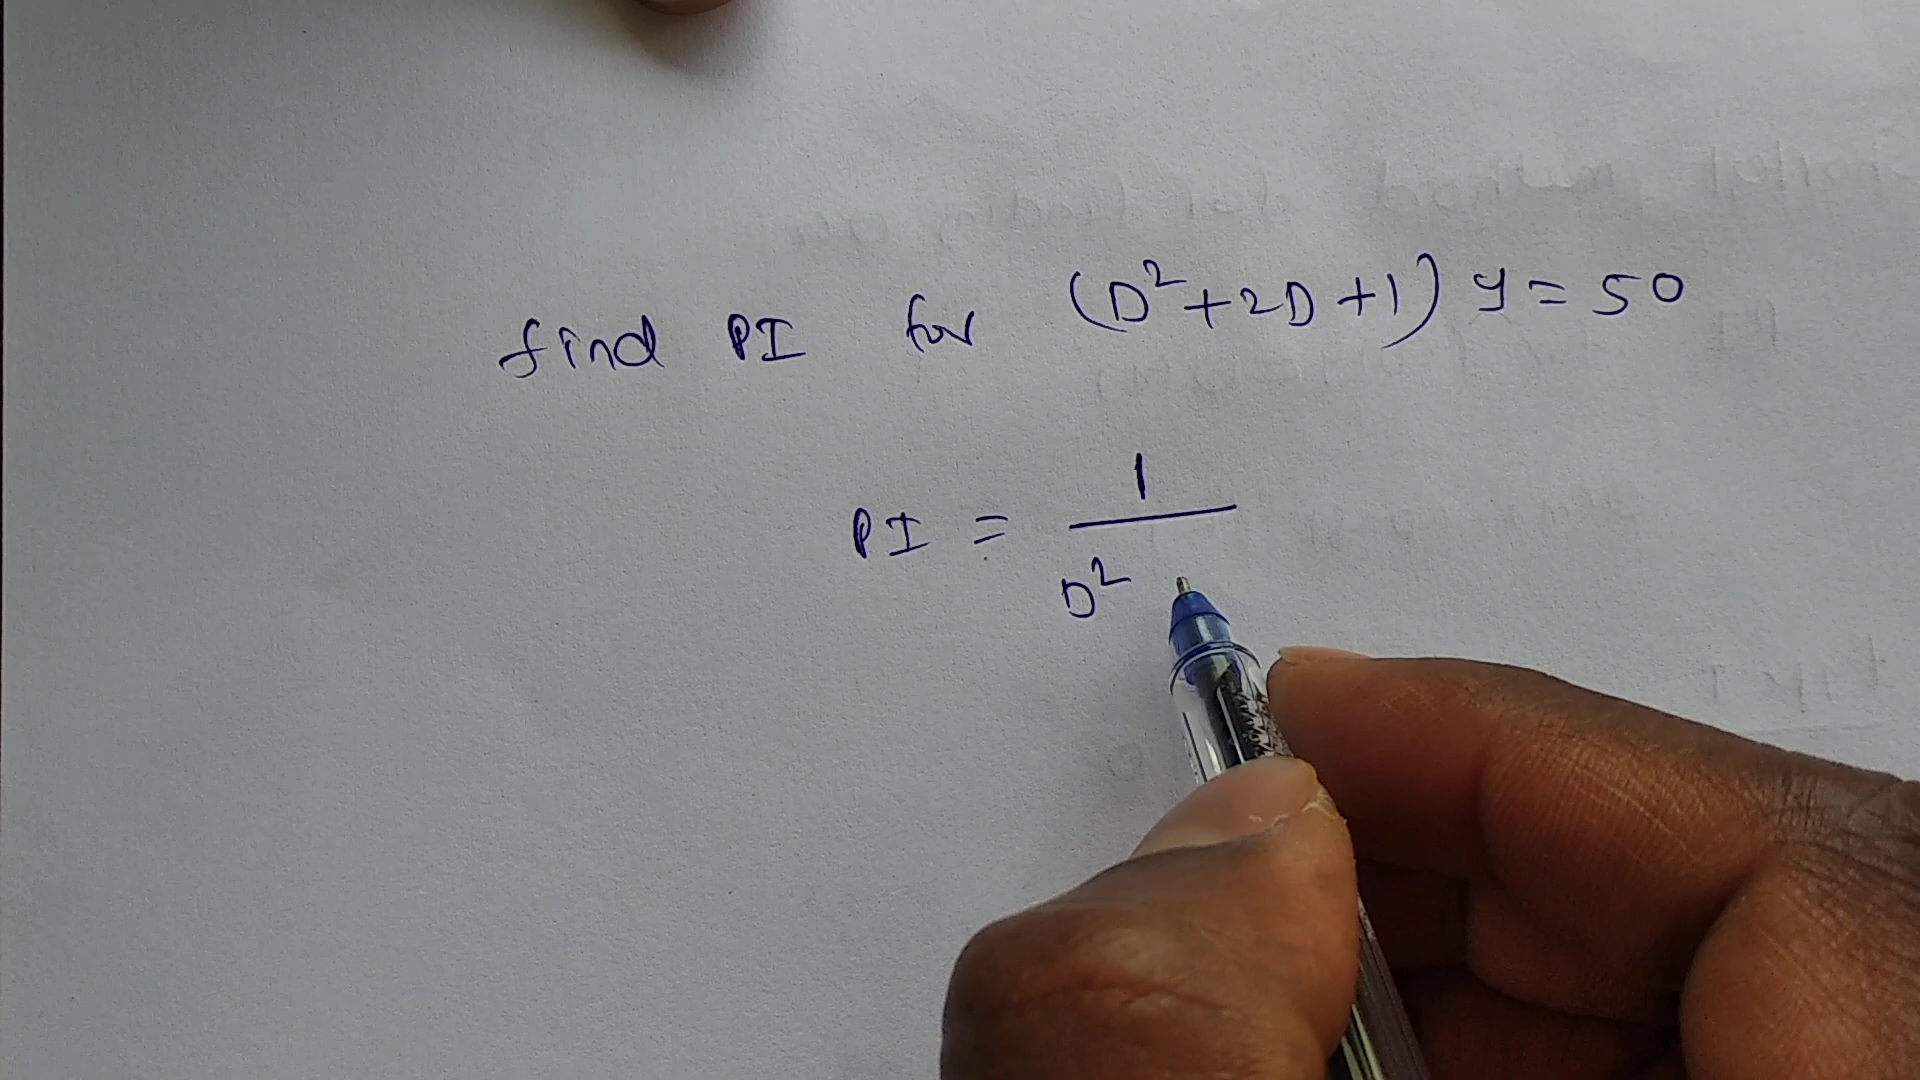 find PI for (D²+2D+1) y = 50
PI = 1
D²